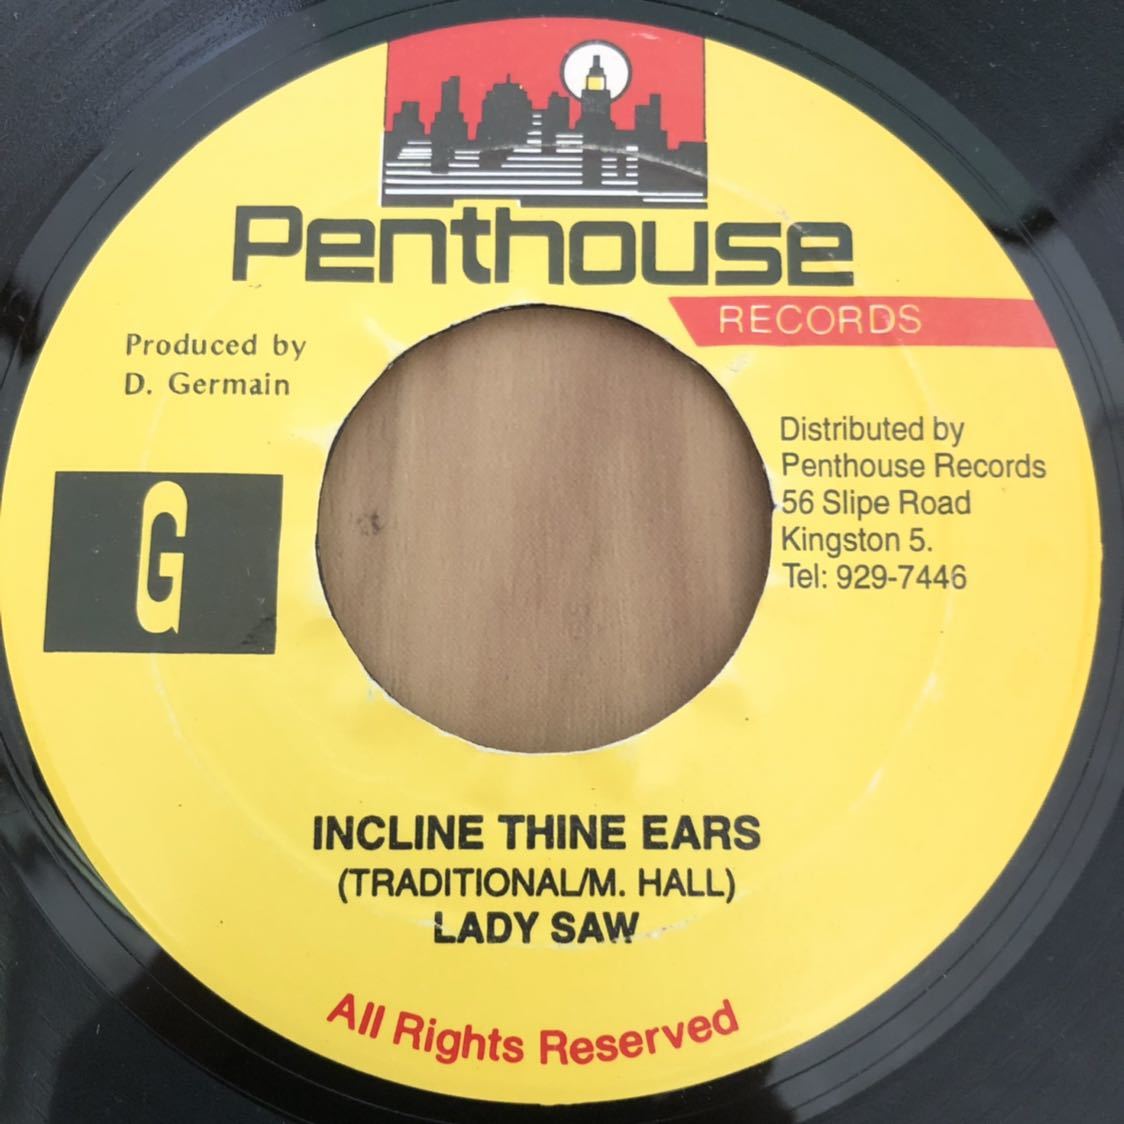 Penthouse
RECORDS
Produced by
D. Germain
Distributed by
Penthouse Records
56 Slipe Road
Kingston 5.
Tel: 929-7446
G
INCLINE THINE EARS
(TRADITIONAL/M. HALL)
LADY SAW
All Rights Reserved